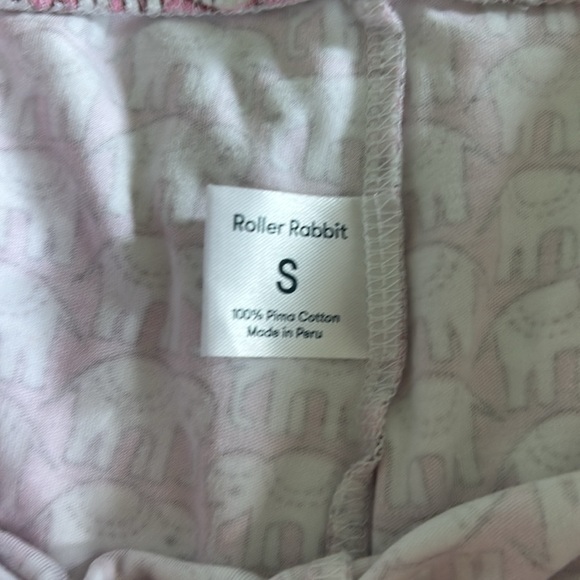 Roller Rabbit
S
100% Pima Cotton
Made in Peru